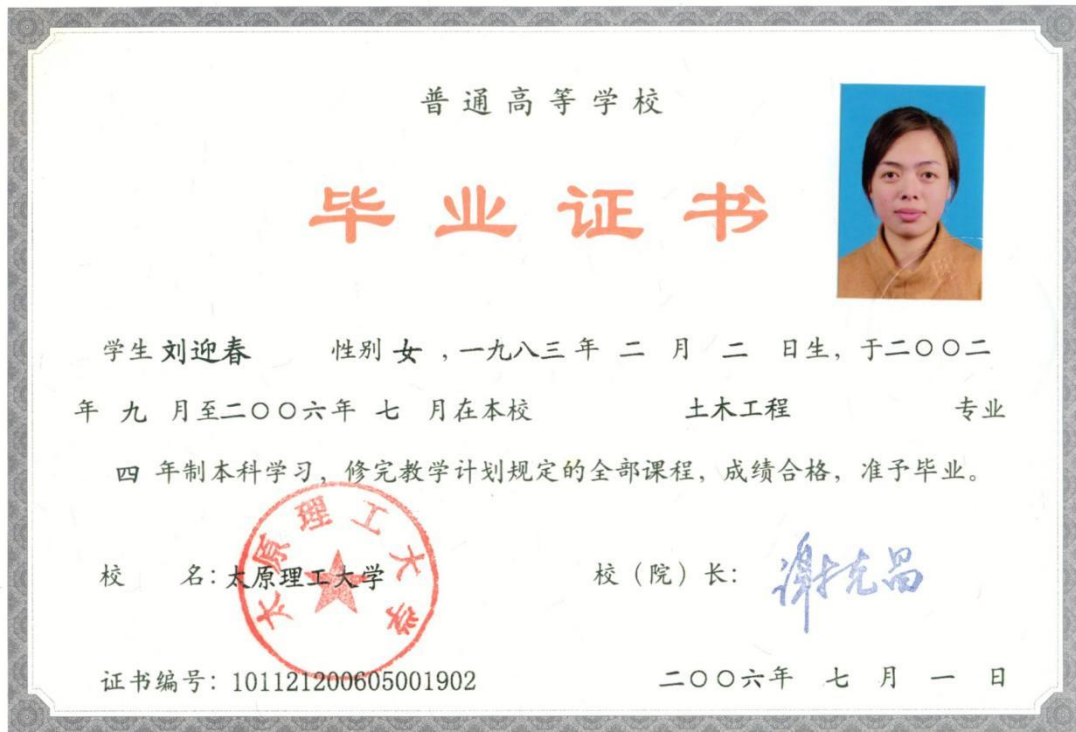 普通高等学校
毕业证书
学生 刘迎春 性别 女 ,一九八三 年 二 月 二 日生, 于二〇〇二
年 九 月至二〇〇六年 七 月在本校 土木工程 专业
四 年制本科学习, 修完教学计划规定的全部课程, 成绩合格, 准予毕业。
太原理工大学
校 名: 太原理工大学 校（院）长: 谢克昌
证书编号: 101121200605001902 二〇〇六年 七 月 一 日